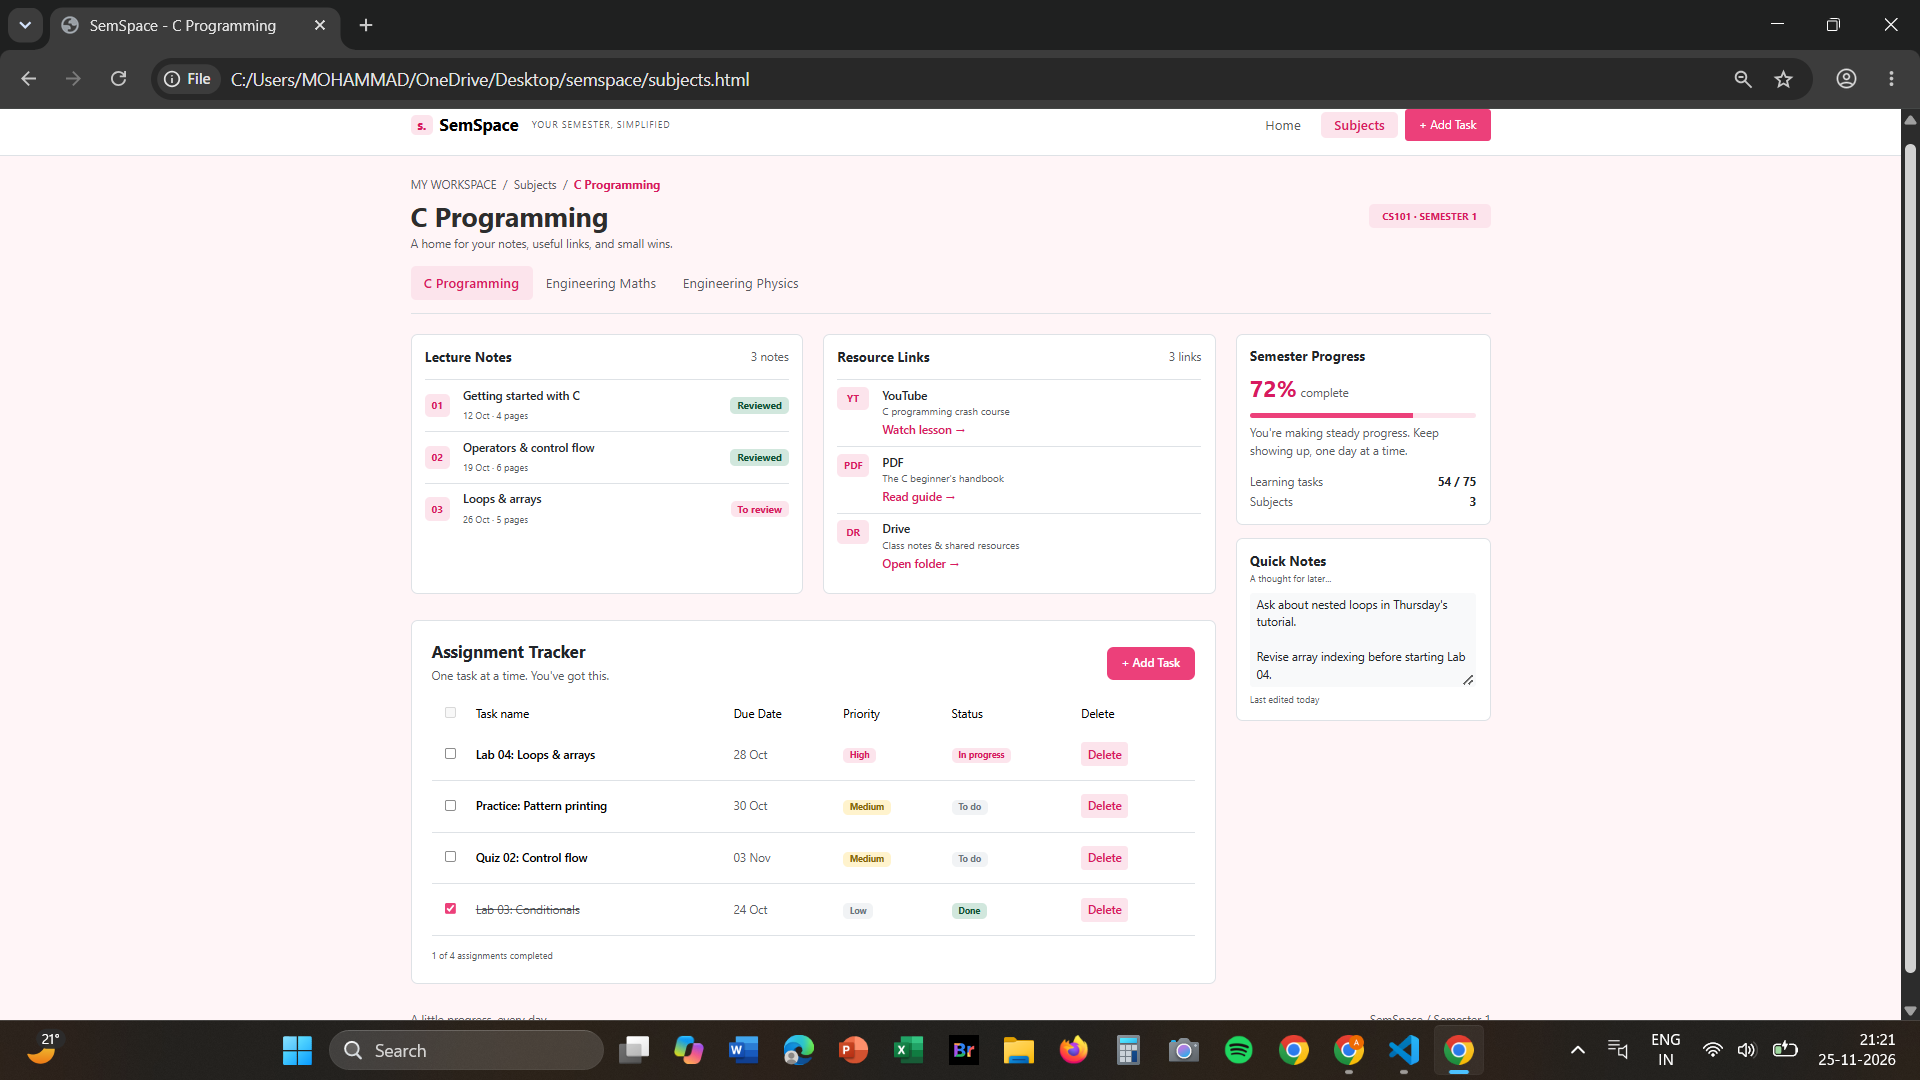 SemSpace - C Programming
File
C:/Users/MOHAMMAD/OneDrive/Desktop/semspace/subjects.html
s.
SemSpace
YOUR SEMESTER, SIMPLIFIED
Home
Subjects
+ Add Task
MY WORKSPACE / Subjects / C Programming
C Programming
CS101 · SEMESTER 1
A home for your notes, useful links, and small wins.
C Programming
Engineering Maths
Engineering Physics
Lecture Notes
3 notes
01
Getting started with C
12 Oct · 4 pages
Reviewed
02
Operators & control flow
19 Oct · 6 pages
Reviewed
03
Loops & arrays
26 Oct · 5 pages
To review
Resource Links
3 links
YT
YouTube
C programming crash course
Watch lesson →
PDF
PDF
The C beginner's handbook
Read guide →
DR
Drive
Class notes & shared resources
Open folder →
Semester Progress
72% complete
You're making steady progress. Keep
showing up, one day at a time.
Learning tasks 54 / 75
Subjects 3
Quick Notes
A thought for later...
Ask about nested loops in Thursday's
tutorial.
Revise array indexing before starting Lab
04.
Last edited today
Assignment Tracker
One task at a time. You've got this.
+ Add Task
Task name Due Date Priority Status Delete
Lab 04: Loops & arrays 28 Oct High In progress Delete
Practice: Pattern printing 30 Oct Medium To do Delete
Quiz 02: Control flow 03 Nov Medium To do Delete
Lab 03: Conditionals 24 Oct Low Done Delete
1 of 4 assignments completed
A little progress, every day
SemSpace / Semester 1
21°
Search
W
P
X
Br
A
ENG
IN
21:21
25-11-2026